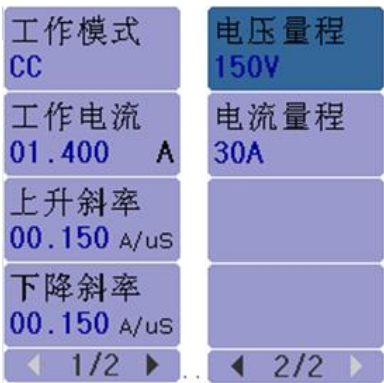 工作模式
CC
工作电流
01.400 A
上升斜率
00.150 A/uS
下降斜率
00.150 A/uS
1/2
..
电压量程
150V
电流量程
30A
2/2